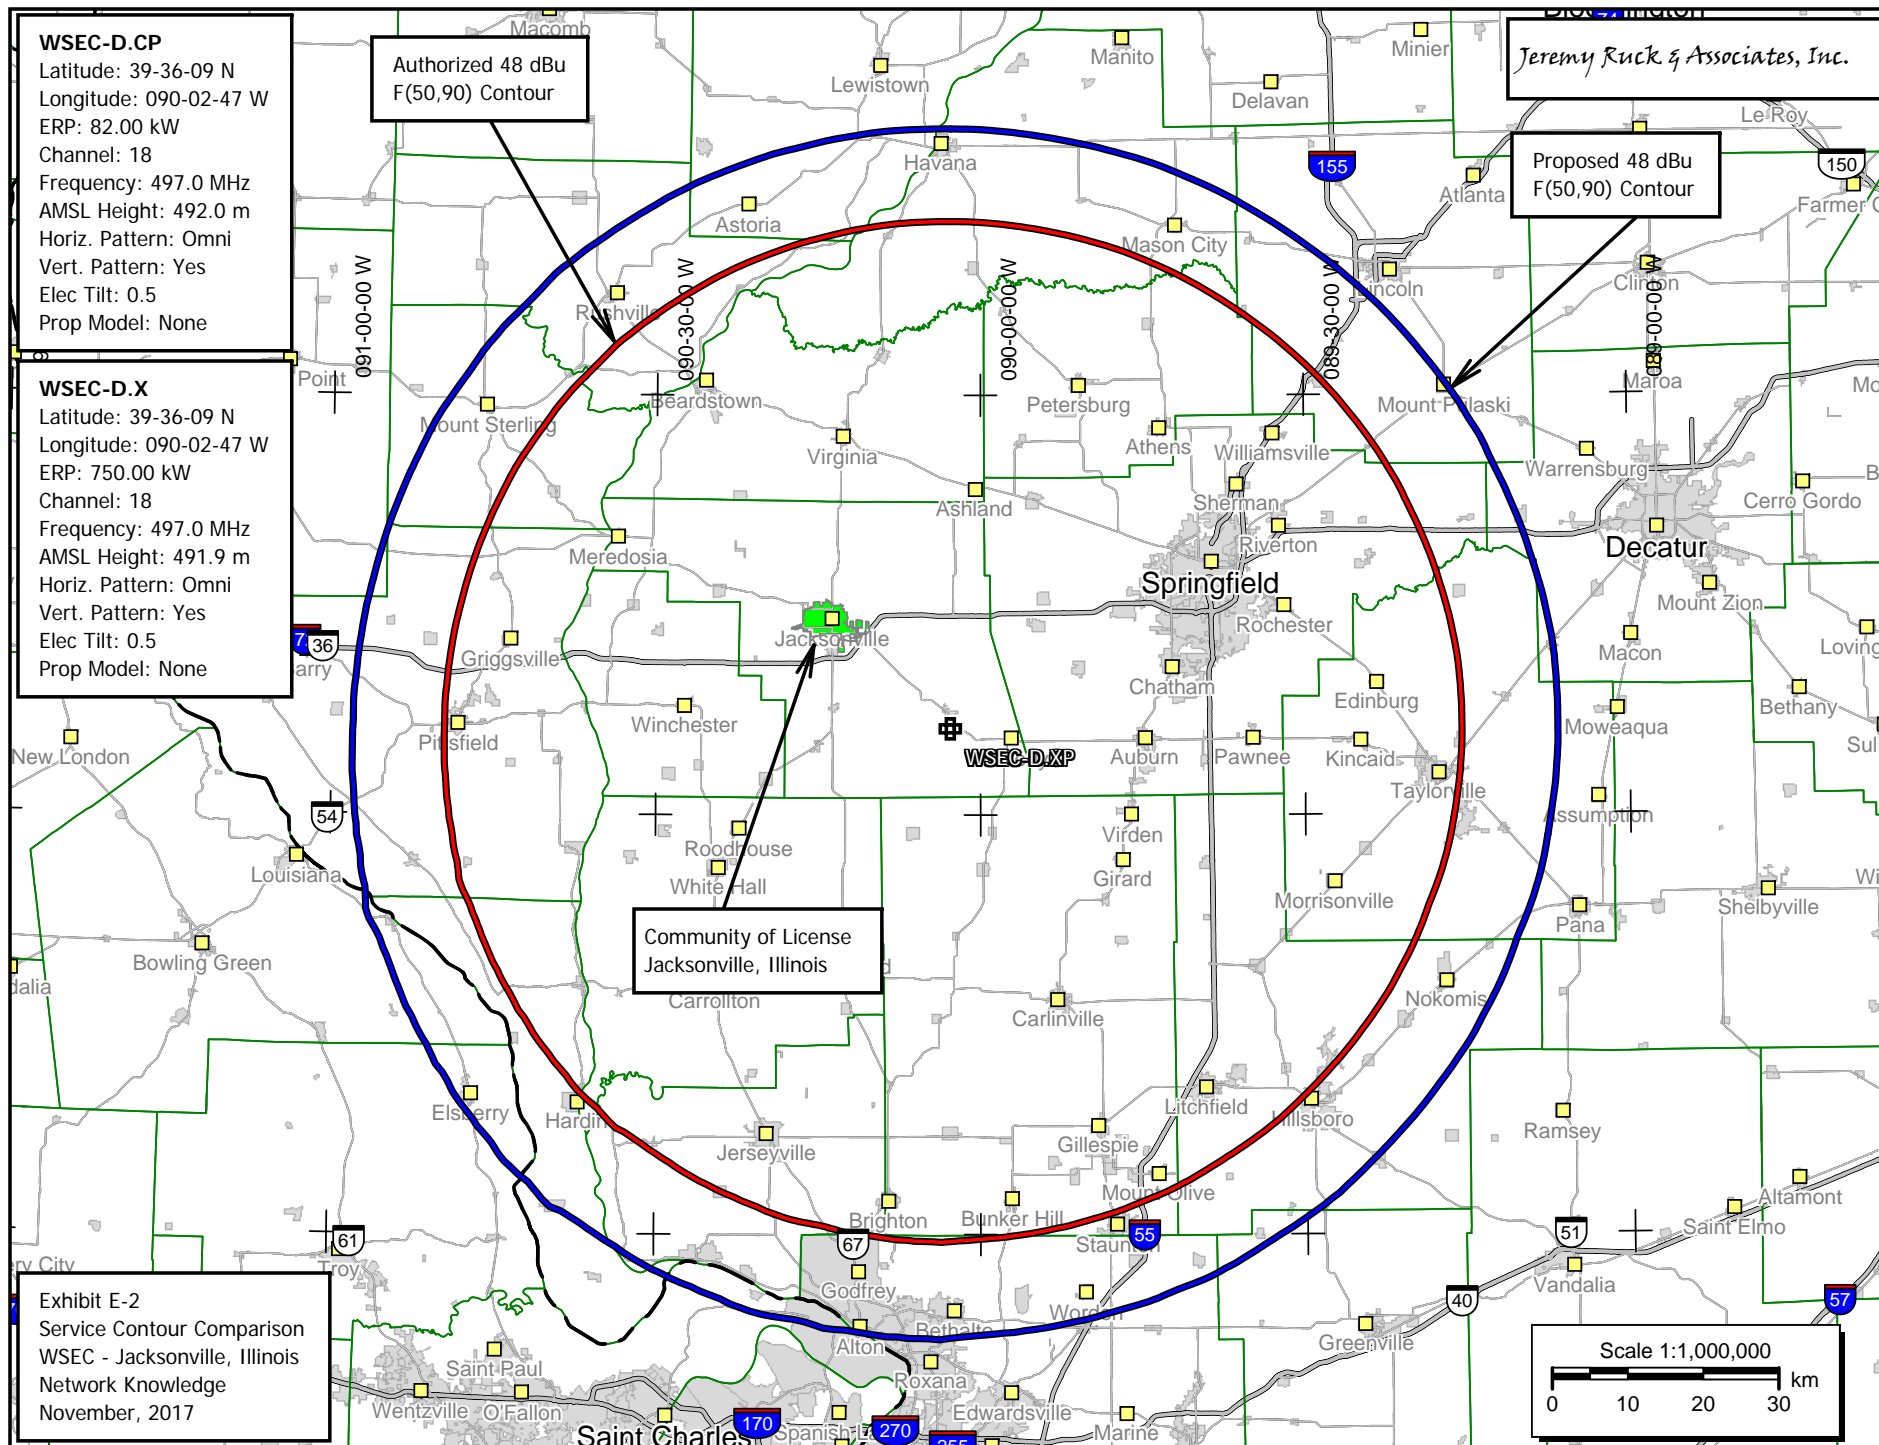 WSEC-D.CP
Latitude: 39-36-09 N
Longitude: 090-02-47 W
ERP: 82.00 kW
Channel: 18
Frequency: 497.0 MHz
AMSL Height: 492.0 m
Horiz. Pattern: Omni
Vert. Pattern: Yes
Elec Tilt: 0.5
Prop Model: None
WSEC-D.X
Latitude: 39-36-09 N
Longitude: 090-02-47 W
ERP: 750.00 kW
Channel: 18
Frequency: 497.0 MHz
AMSL Height: 491.9 m
Horiz. Pattern: Omni
Vert. Pattern: Yes
Elec Tilt: 0.5
Prop Model: None
Authorized 48 dBu
F(50,90) Contour
Jeremy Ruck & Associates, Inc.
Proposed 48 dBu
F(50,90) Contour
Macomb
Lewistown
Manito
Minier
Delavan
Le Roy
Havana
155
150
Astoria
Mason City
Atlanta
Farmer
091-00-00 W
090-30-00 W
090-00-00 W
089-30-00 W
Rushville
Lincoln
Clinton
Point
Beardstown
Petersburg
Mount Pulaski
Maroa
Mount Sterling
Virginia
Athens
Williamsville
Warrensburg
Sherman
Cerro Gordo
Ashland
Meredosia
Riverton
Decatur
Springfield
Mount Zion
Jacksonville
Rochester
36
Griggsville
Macon
Chatham
Edinburg
Winchester
Bethany
Moweaqua
Pittsfield
New London
WSEC-D.XP
Auburn
Pawnee
Kincaid
Taylorville
54
Assumption
Virden
Roodhouse
Louisiana
White Hall
Girard
Morrisonville
Shelbyville
Pana
Community of License
Jacksonville, Illinois
Bowling Green
Carrollton
Nokomis
Carlinville
Elsberry
Hardin
Litchfield
Hillsboro
Ramsey
Jerseyville
Gillespie
Mount Olive
Altamont
Brighton
Bunker Hill
Saint Elmo
61
67
55
51
Staunton
Troy
Vandalia
Godfrey
40
57
Worden
Bethalto
Greenville
Alton
Exhibit E-2
Service Contour Comparison
WSEC - Jacksonville, Illinois
Network Knowledge
November, 2017
Saint Paul
Roxana
Wentzville
O'Fallon
Edwardsville
Marine
Saint Charles
170
Spanish
270
255
Scale 1:1,000,000
km
0 10 20 30